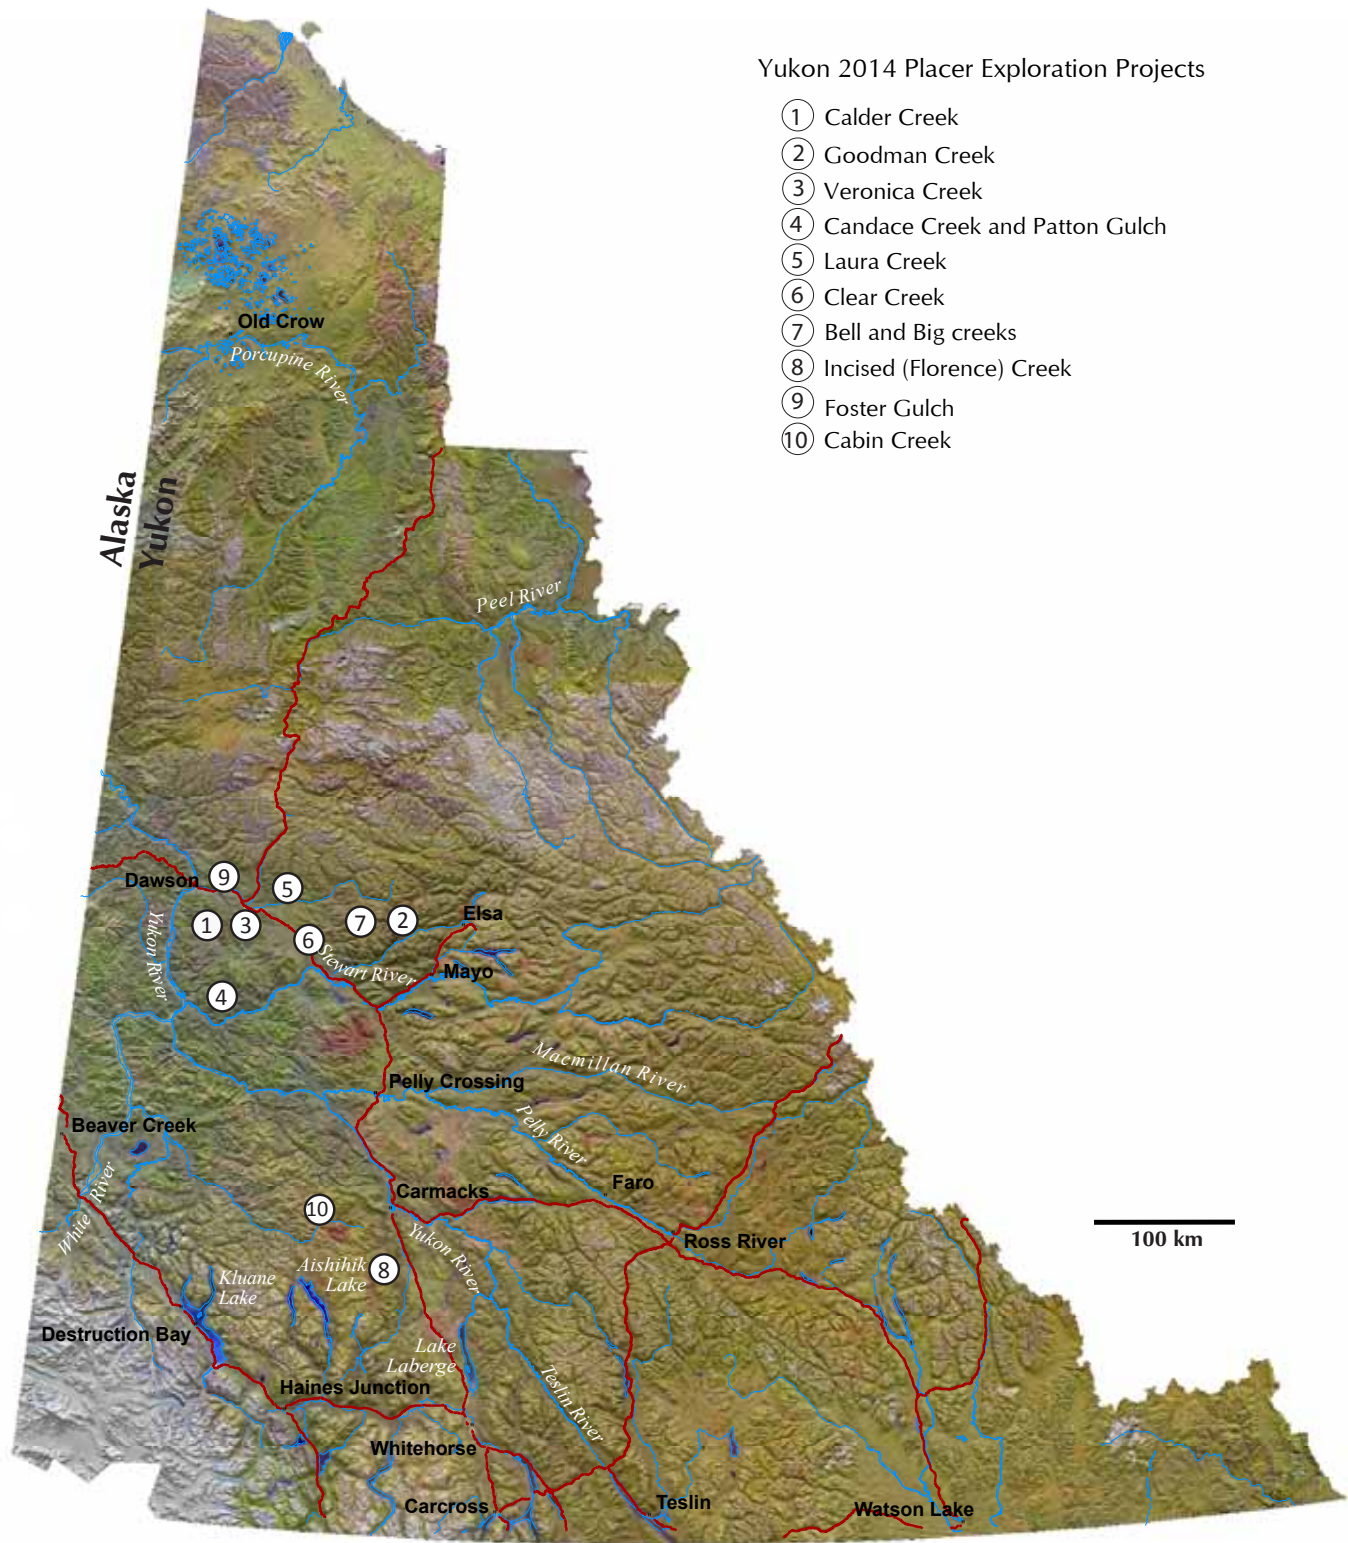 Yukon 2014 Placer Exploration Projects
1 Calder Creek
2 Goodman Creek
3 Veronica Creek
4 Candace Creek and Patton Gulch
5 Laura Creek
6 Clear Creek
7 Bell and Big creeks
8 Incised (Florence) Creek
9 Foster Gulch
10 Cabin Creek
Old Crow
Porcupine River
Alaska
Yukon
Peel River
Dawson
9
5
1
3
7
2
Elsa
6
Yukon River
Stewart River
Mayo
4
Macmillan River
Pelly Crossing
Beaver Creek
Pelly River
White River
Faro
Carmacks
10
Yukon River
Ross River
100 km
Aishihik
Lake
8
Kluane
Lake
Destruction Bay
Lake
Laberge
Teslin River
Haines Junction
Whitehorse
Carcross
Teslin
Watson Lake